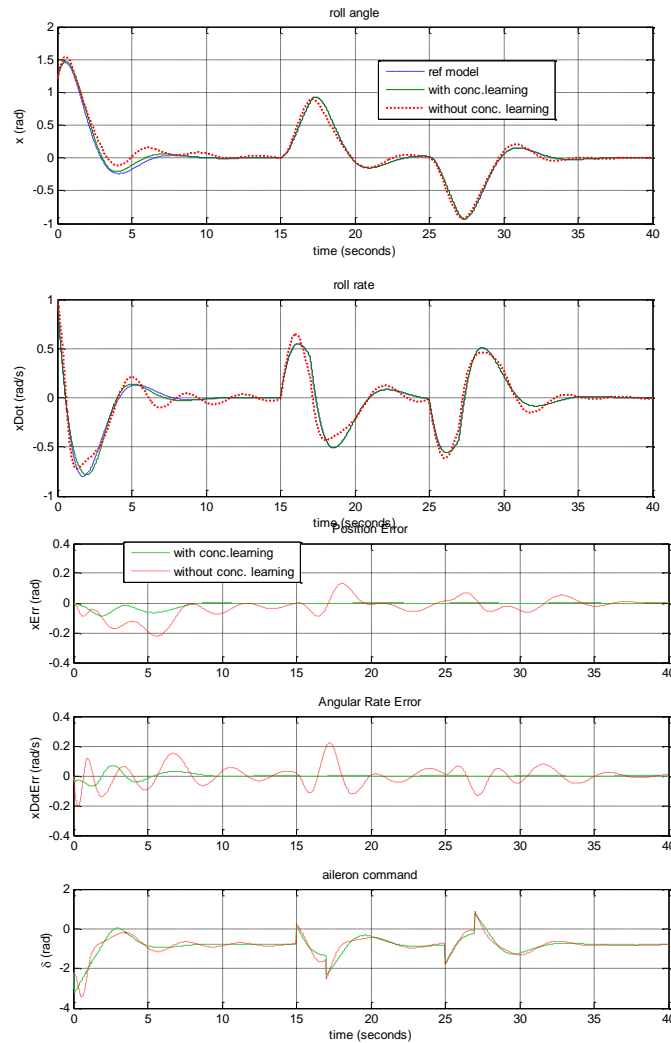 roll angle
2
1.5
1
0.5
0
-0.5
-1
x (rad)
ref model
with conc.learning
without conc. learning
0 5 10 15 20 25 30 35 40
time (seconds)
roll rate
1
0.5
0
-0.5
-1
xDot (rad/s)
0 5 10 15 20 25 30 35 40
time (seconds)
Position Error
0.4
0.2
0
-0.2
-0.4
xErr (rad)
with conc.learning
without conc. learning
0 5 10 15 20 25 30 35 40
Angular Rate Error
0.4
0.2
0
-0.2
-0.4
xDotErr (rad/s)
0 5 10 15 20 25 30 35 40
aileron command
2
0
-2
-4
δ (rad)
0 5 10 15 20 25 30 35 40
time (seconds)